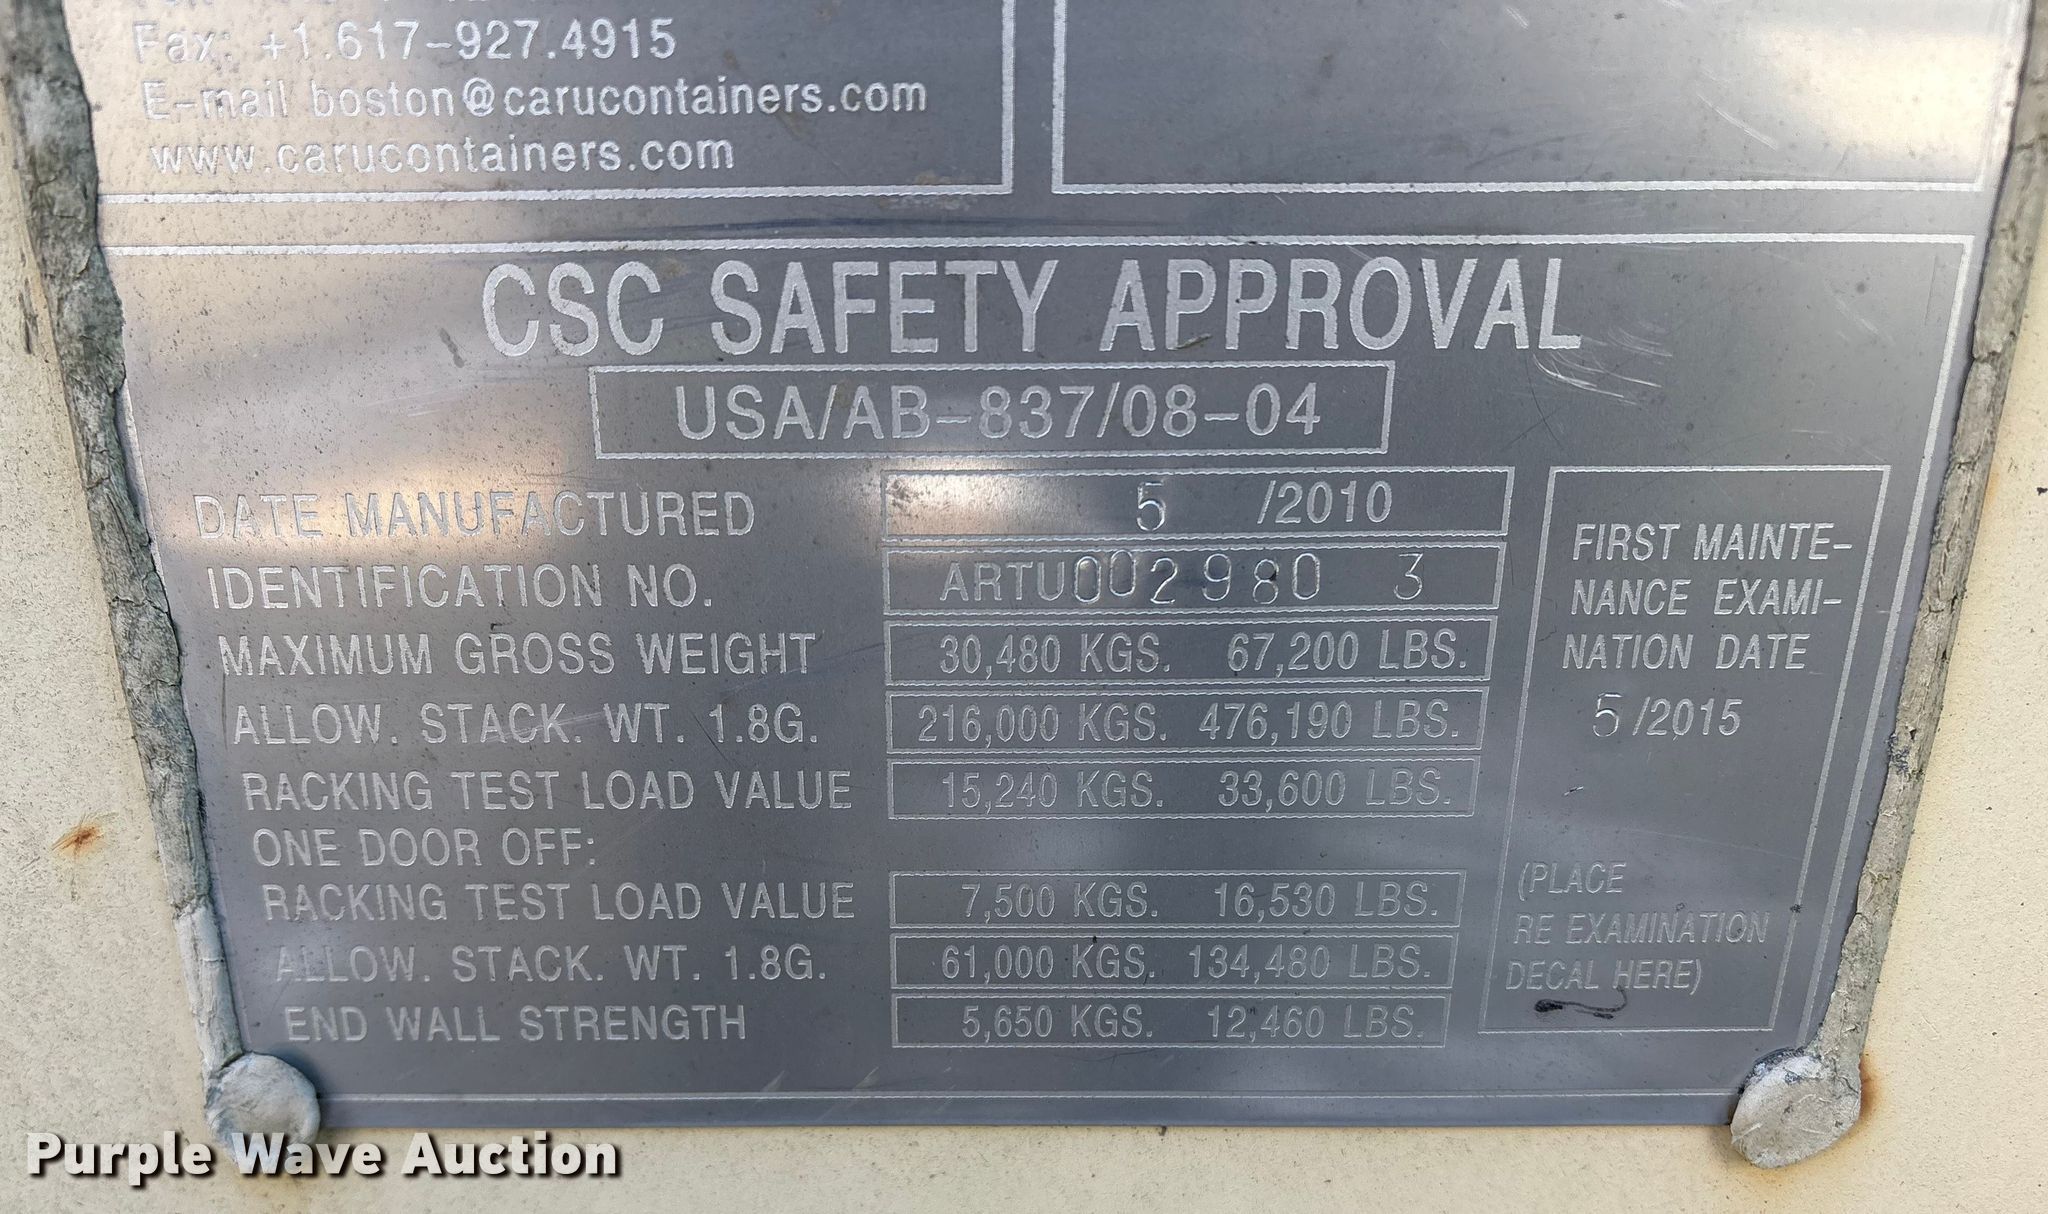 Fax: +1.617-927.4915
E-mail boston@carucontainers.com
www.carucontainers.com
CSC SAFETY APPROVAL
USA/AB-837/08-04
DATE MANUFACTURED 5 /2010
IDENTIFICATION NO. ARTU002980 3
MAXIMUM GROSS WEIGHT 30,480 KGS. 67,200 LBS.
ALLOW. STACK. WT. 1.8G. 216,000 KGS. 476,190 LBS.
RACKING TEST LOAD VALUE 15,240 KGS. 33,600 LBS.
ONE DOOR OFF:
RACKING TEST LOAD VALUE 7,500 KGS. 16,530 LBS.
ALLOW. STACK. WT. 1.8G. 61,000 KGS. 134,480 LBS.
END WALL STRENGTH 5,650 KGS. 12,460 LBS.
FIRST MAINTE-
NANCE EXAMI-
NATION DATE
5/2015
(PLACE
RE EXAMINATION
DECAL HERE)
Purple Wave Auction